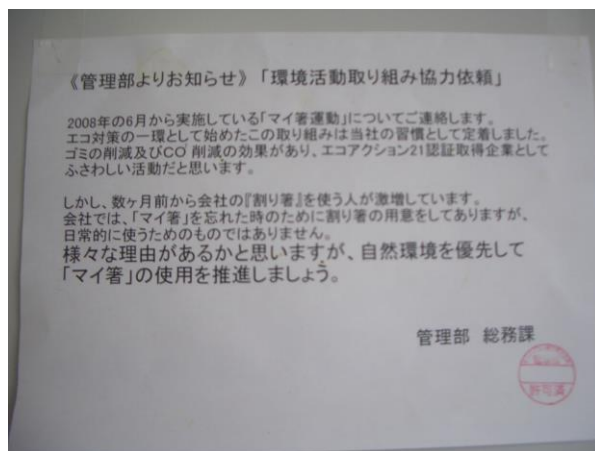 《管理部よりお知らせ》「環境活動取り組み協力依頼」
2008年の6月から実施している「マイ箸運動」についてご連絡します。
エコ対策の一環として始めたこの取り組みは当社の習慣として定着しました。
ゴミの削減及びCO 削減の効果があり、エコアクション21認証取得企業として
ふさわしい活動だと思います。
しかし、数ヶ月前から会社の『割り箸』を使う人が激増しています。
会社では、「マイ箸」を忘れた時のために割り箸の用意をしてありますが、
日常的に使うためのものではありません。
様々な理由があるかと思いますが、自然環境を優先して
「マイ箸」の使用を推進しましょう。
管理部 総務課
許可済